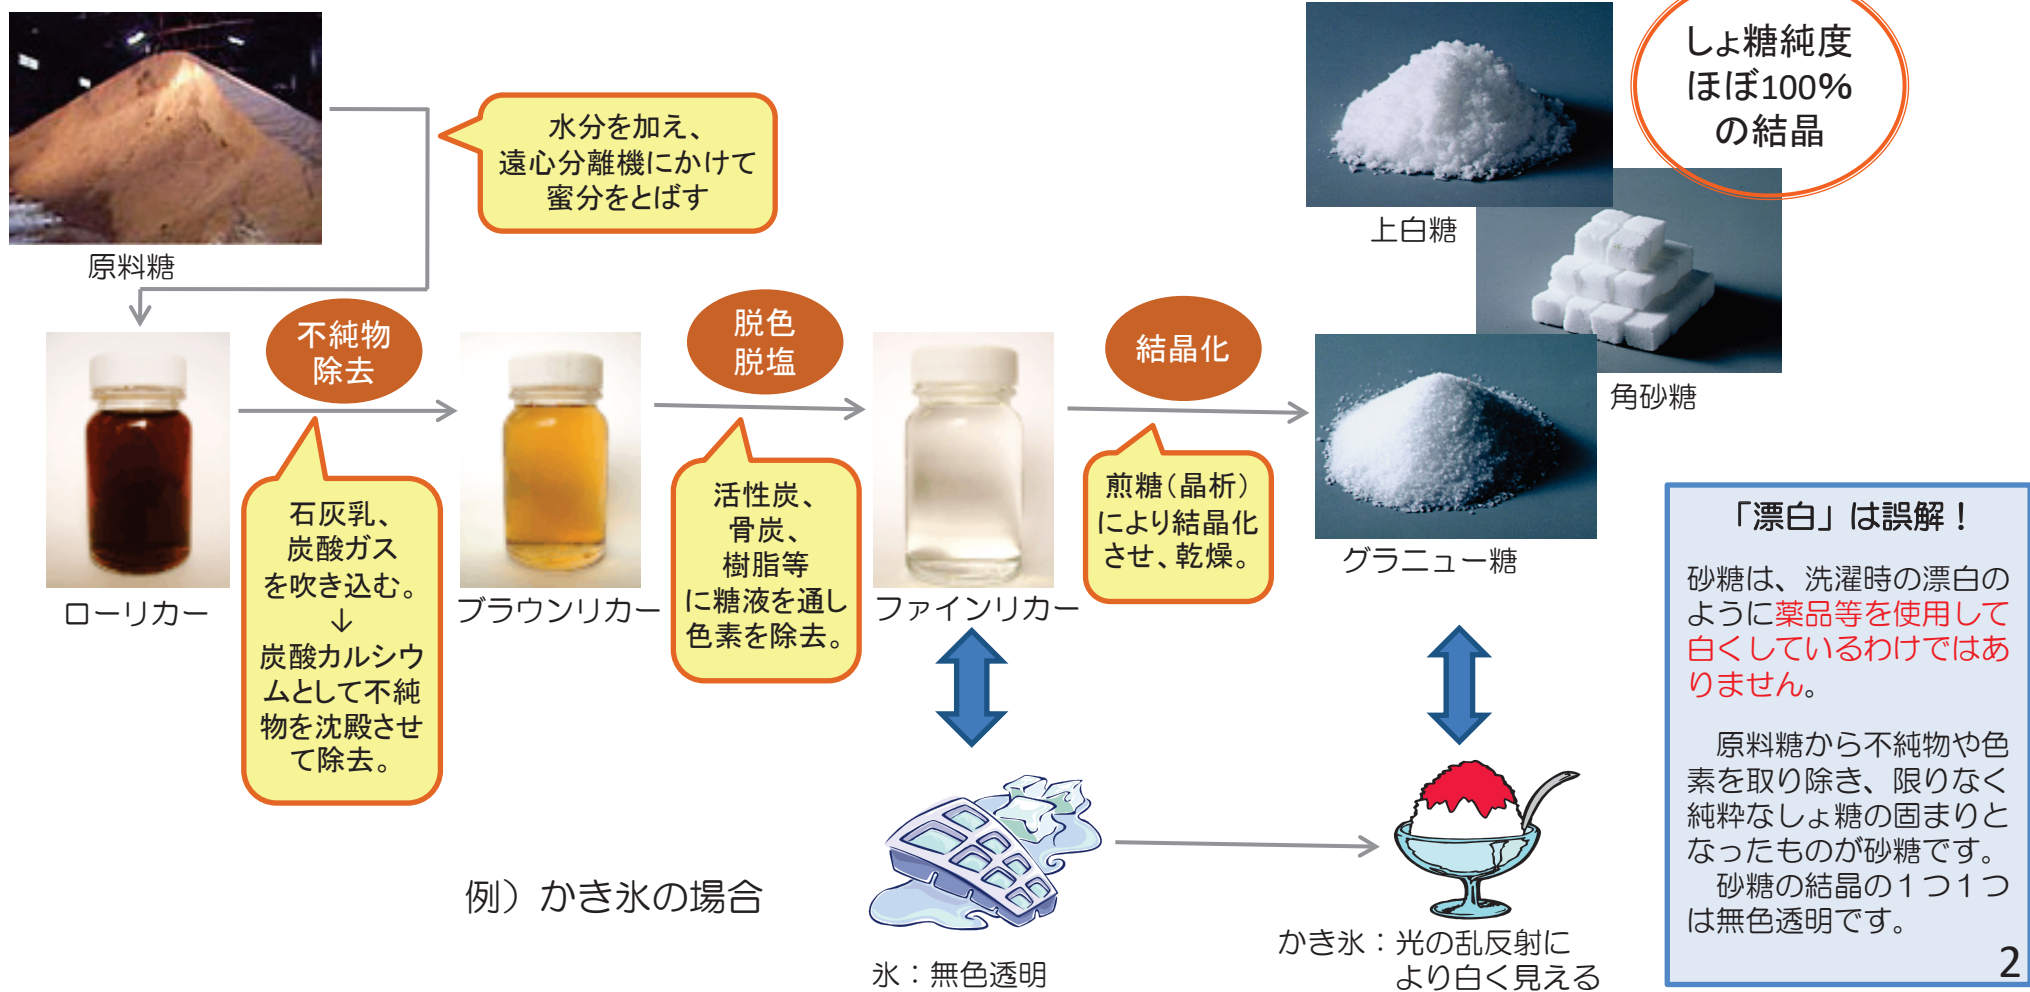 しょ糖純度
ほぼ100%
の結晶
水分を加え、
遠心分離機にかけて
蜜分をとばす
原料糖
上白糖
角砂糖
グラニュー糖
不純物
除去
脱色
脱塩
結晶化
ローリカー
ブラウンリカー
ファインリカー
石灰乳、
炭酸ガス
を吹き込む。
↓
炭酸カルシウ
ムとして不純
物を沈殿させ
て除去。
活性炭、
骨炭、
樹脂等
に糖液を通し
色素を除去。
煎糖(晶析)
により結晶化
させ、乾燥。
「漂白」は誤解！
砂糖は、洗濯時の漂白の
ように薬品等を使用して
白くしているわけではあ
りません。
原料糖から不純物や色
素を取り除き、限りなく
純粋なしょ糖の固まりと
なったものが砂糖です。
砂糖の結晶の１つ１つ
は無色透明です。
例）かき氷の場合
氷：無色透明
かき氷：光の乱反射に
より白く見える
2